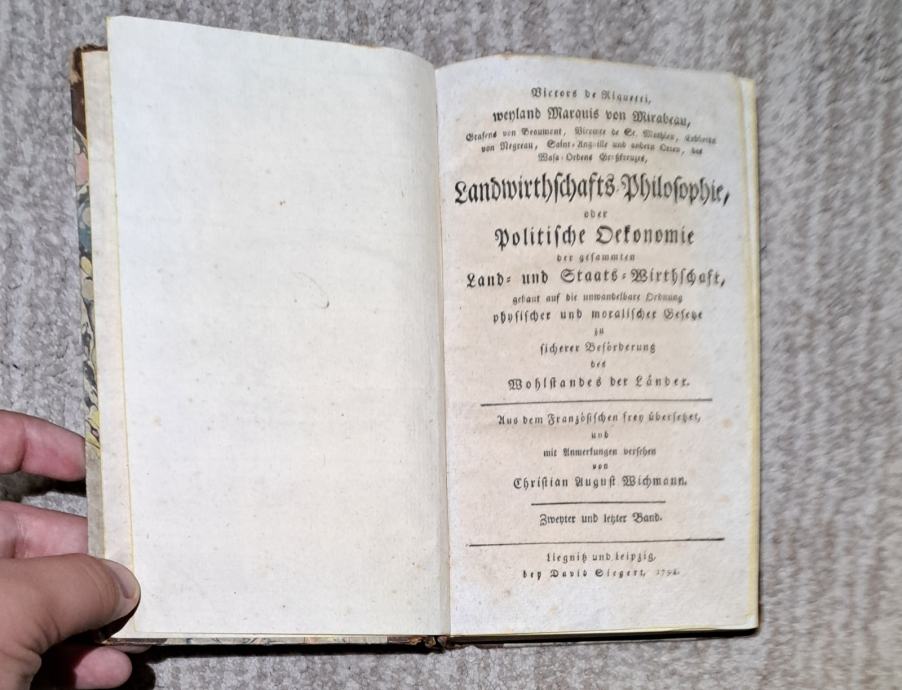 Victors de Riquetti,
weyland Marquis von Mirabeau,
Grafens von Beaumont, Vicomte de St. Mathieu,
von Negreau, Saint- und andern Orten, des
Wasa-Ordens Großkreuzes,
Landwirthschafts-Philosophie,
oder
Politische Oekonomie
der gesammten
Land- und Staats-Wirthschaft,
gebaut auf die unwandelbare Ordnung
physischer und moralischer Gesetze
zu
sicherer Beförderung
des
Wohlstandes der Länder.
Aus dem Französischen frey übersetzet,
und
mit Anmerkungen versehen
von
Christian August Wichmann.
Zweyter und letzter Band.
Liegnitz und Leipzig,
bey David Siegert,